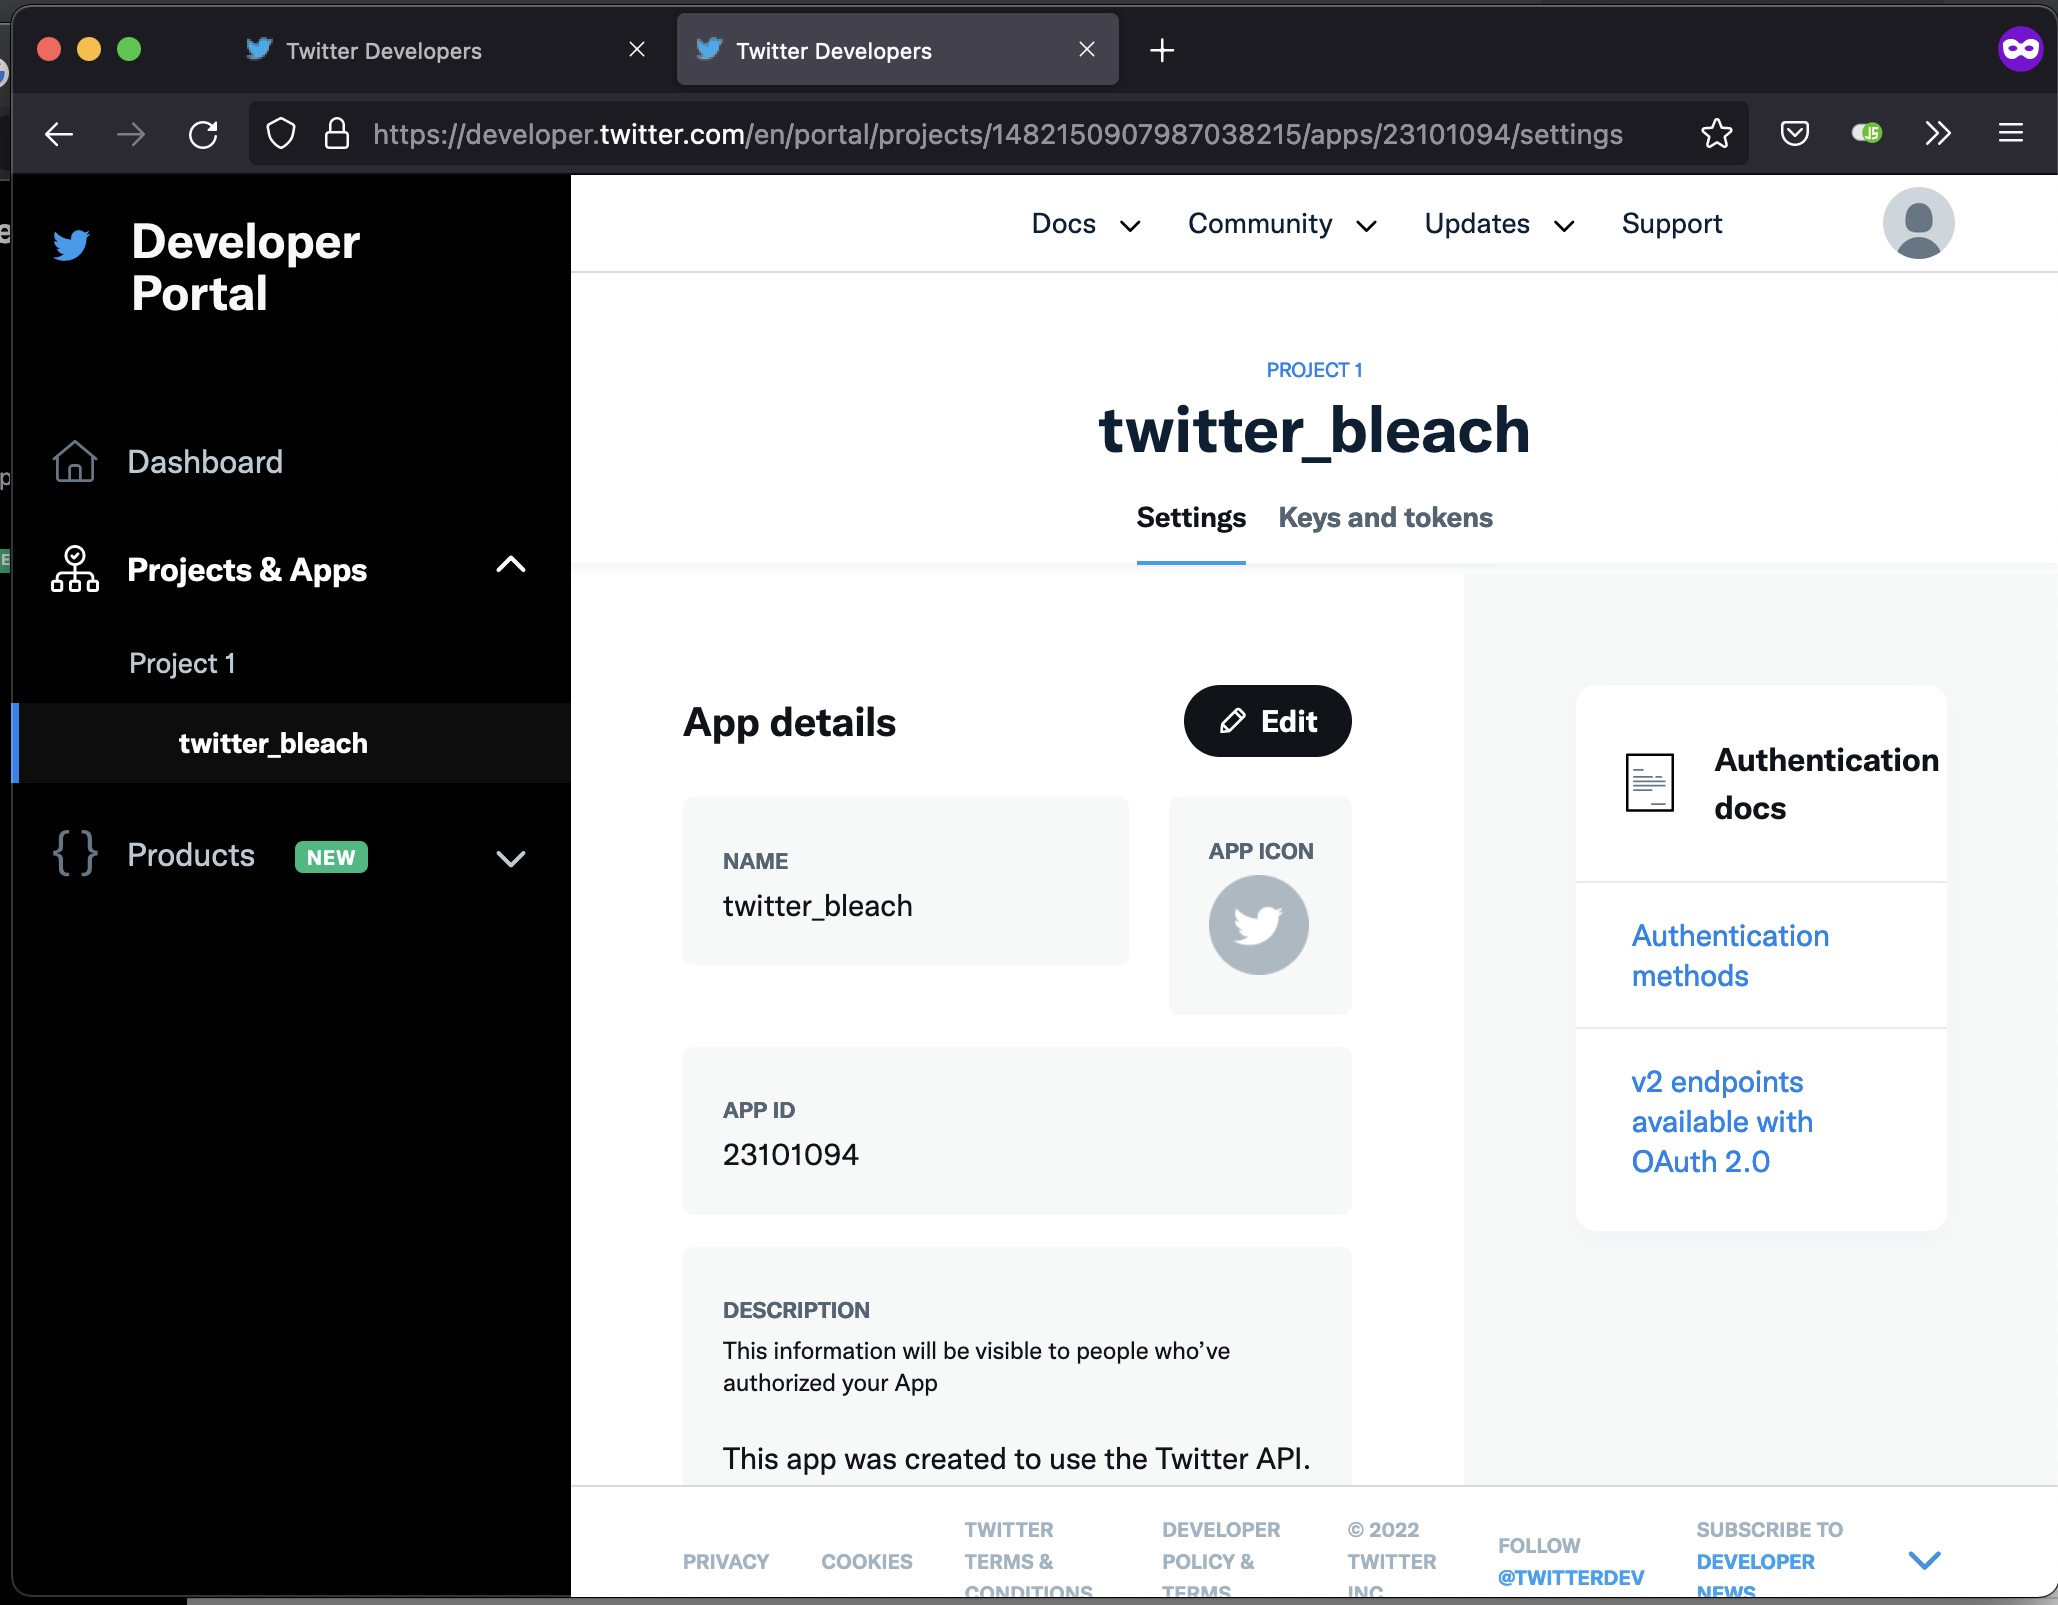 Twitter Developers
Twitter Developers
https://developer.twitter.com/en/portal/projects/1482150907987038215/apps/23101094/settings
JS
Developer
Portal
Docs
Community
Updates
Support
Dashboard
Projects & Apps
Project 1
twitter_bleach
Products
NEW
PROJECT 1
twitter_bleach
Settings
Keys and tokens
App details
Edit
NAME
twitter_bleach
APP ICON
APP ID
23101094
DESCRIPTION
This information will be visible to people who’ve
authorized your App
This app was created to use the Twitter API.
Authentication
docs
Authentication
methods
v2 endpoints
available with
OAuth 2.0
PRIVACY
COOKIES
TWITTER
TERMS &
CONDITIONS
DEVELOPER
POLICY &
TERMS
© 2022
TWITTER
INC.
FOLLOW
@TWITTERDEV
SUBSCRIBE TO
DEVELOPER
NEWS